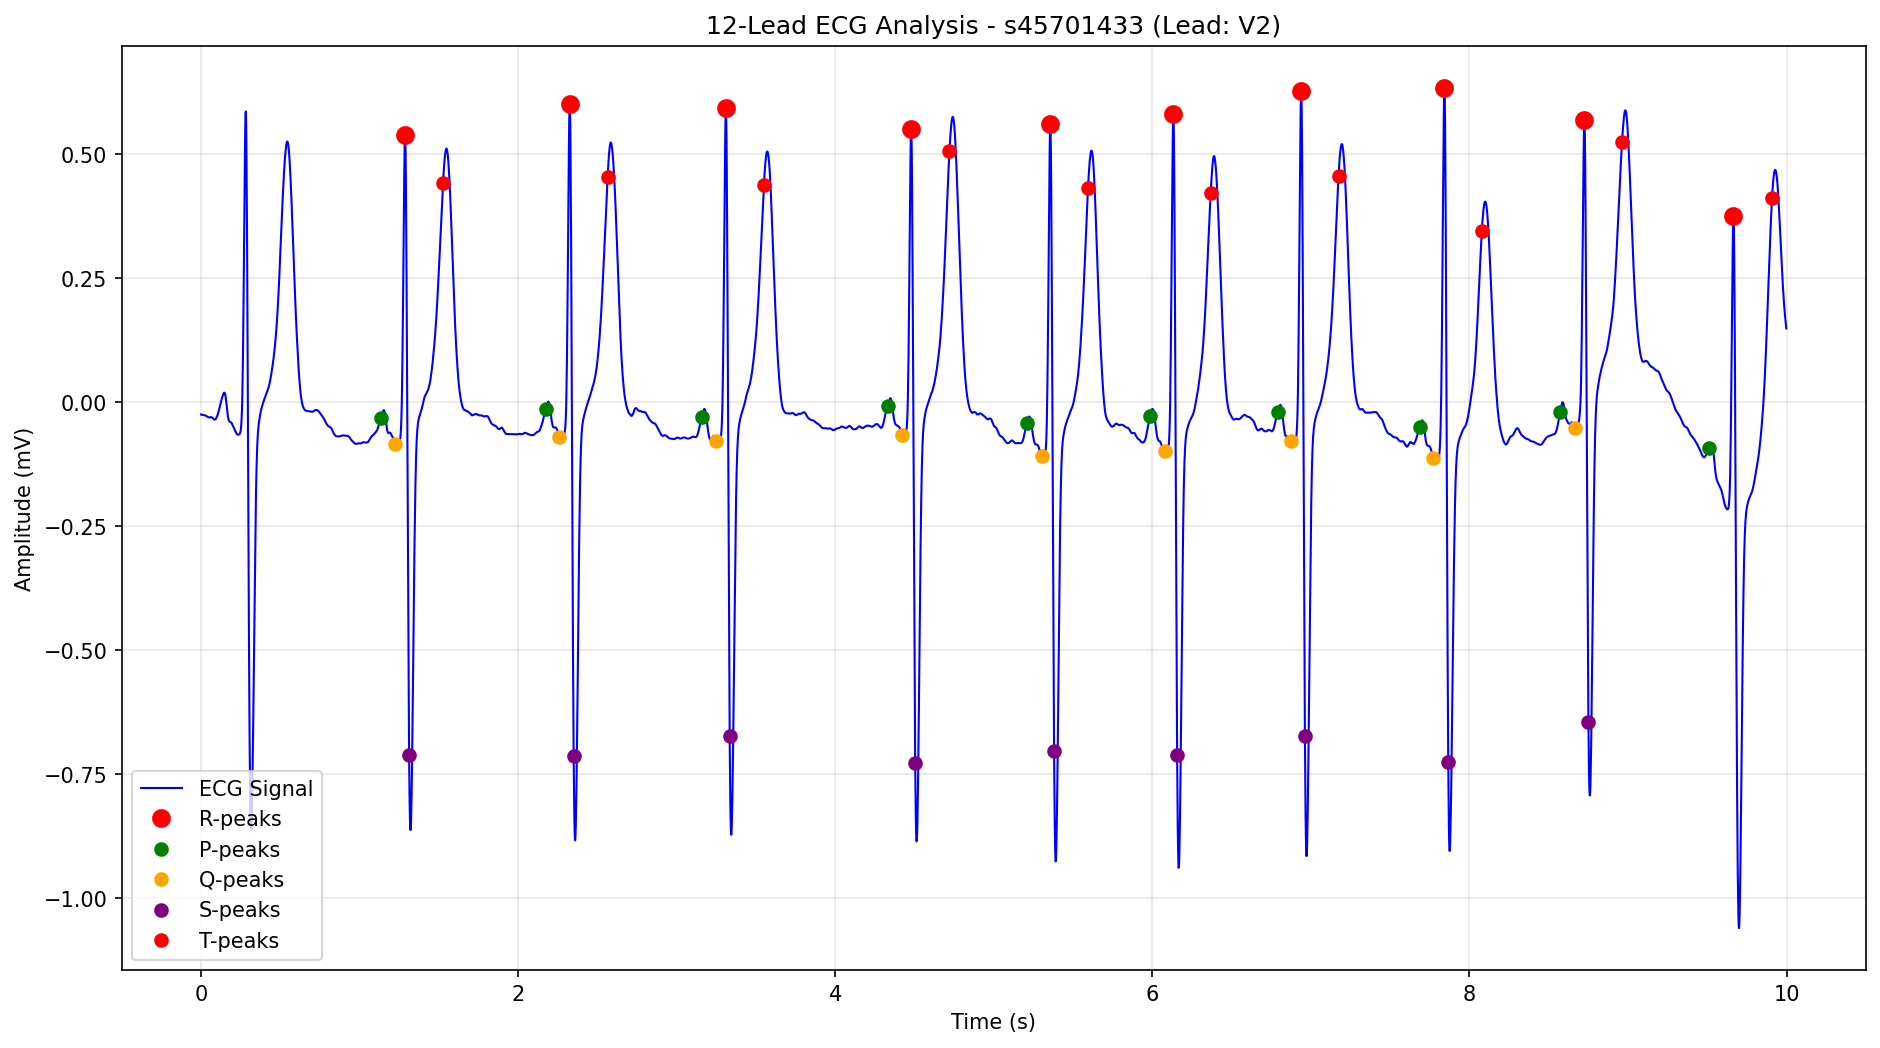 12-Lead ECG Analysis - s45701433 (Lead: V2)
Amplitude (mV)
0.50
0.25
0.00
−0.25
−0.50
−0.75
−1.00
ECG Signal
R-peaks
P-peaks
Q-peaks
S-peaks
T-peaks
0 2 4 6 8 10
Time (s)